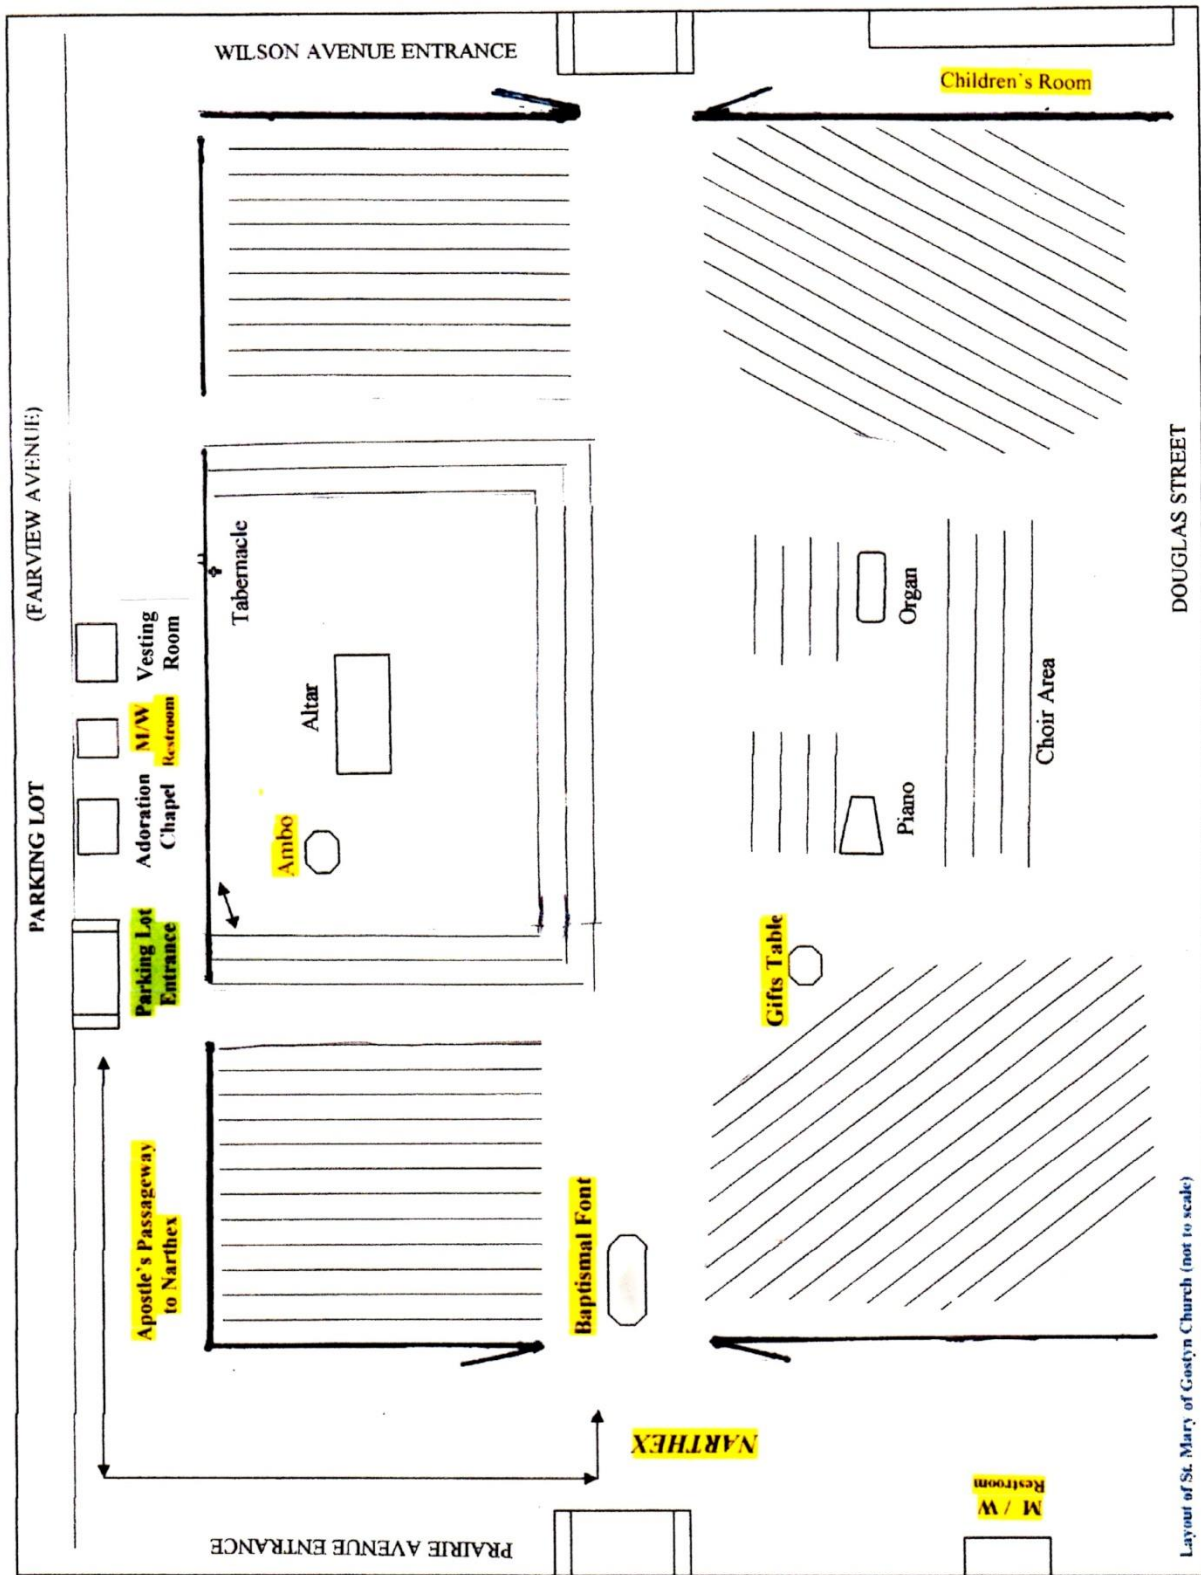 WILSON AVENUE ENTRANCE
Children's Room
(FAIRVIEW AVENUE)
PARKING LOT
Tabernacle
Vesting
Room
M/W
Restroom
Adoration
Chapel
Parking Lot
Entrance
Altar
Ambo
Organ
Piano
Choir Area
DOUGLAS STREET
Gifts Table
Apostle's Passageway
to Narthex
Baptismal Font
NARTHEX
M / W
Restroom
PRAIRIE AVENUE ENTRANCE
Layout of St. Mary of Gostyn Church (not to scale)